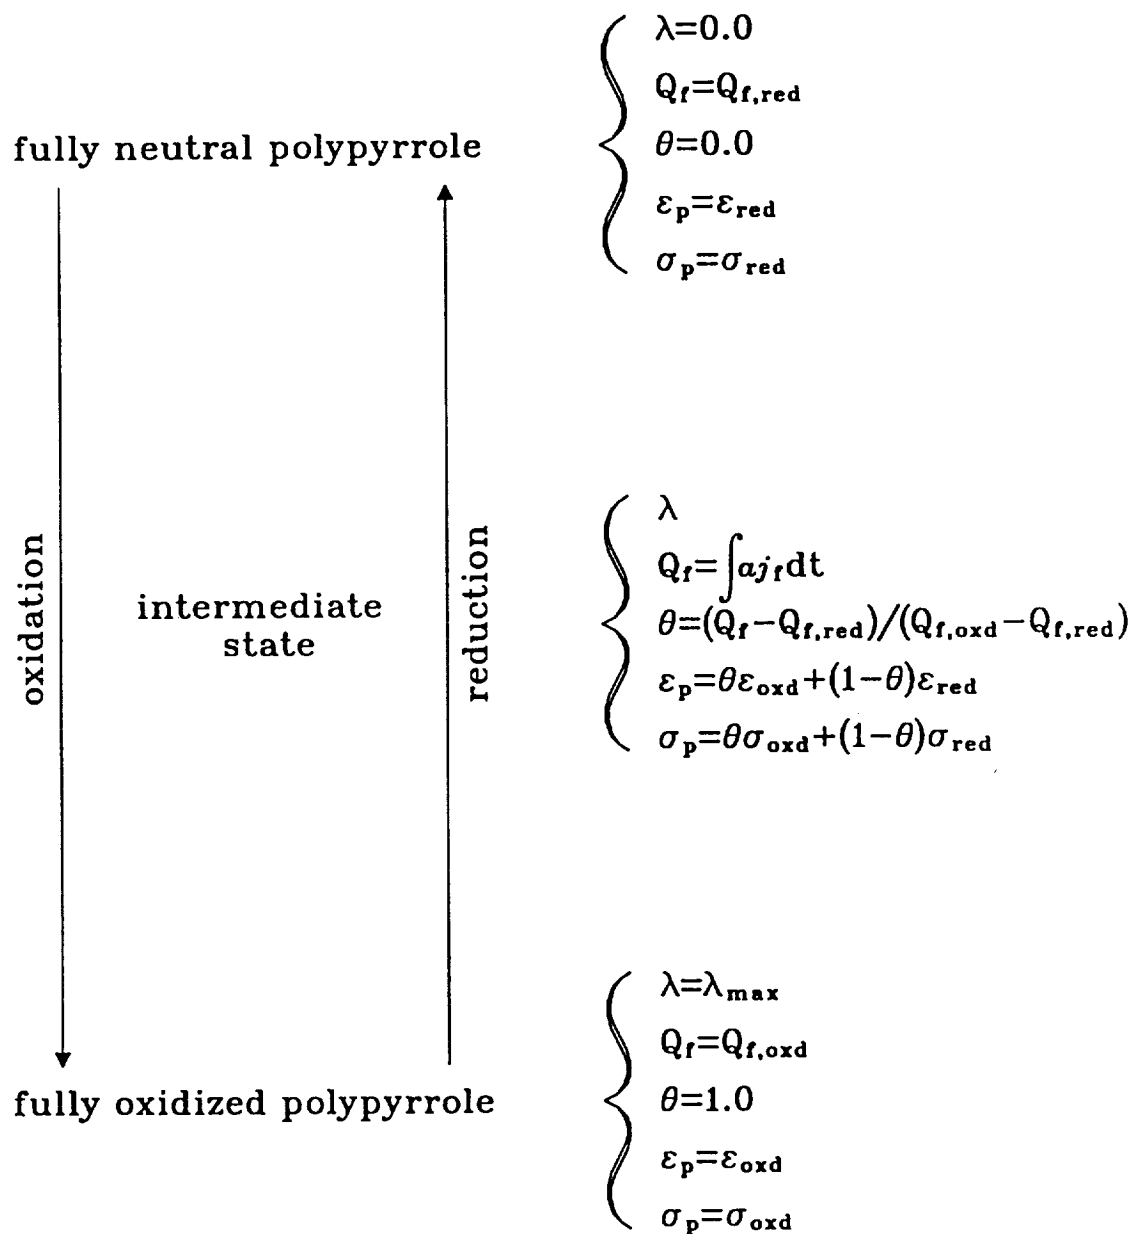 λ=0.0
Q_f=Q_f,red
fully neutral polypyrrole
θ=0.0
ε_p=ε_red
σ_p=σ_red
oxidation
intermediate
state
reduction
λ
Q_f=∫aj_fdt
θ=(Q_f−Q_f,red)/(Q_f,oxd−Q_f,red)
ε_p=θε_oxd+(1−θ)ε_red
σ_p=θσ_oxd+(1−θ)σ_red
λ=λ_max
Q_f=Q_f,oxd
fully oxidized polypyrrole
θ=1.0
ε_p=ε_oxd
σ_p=σ_oxd